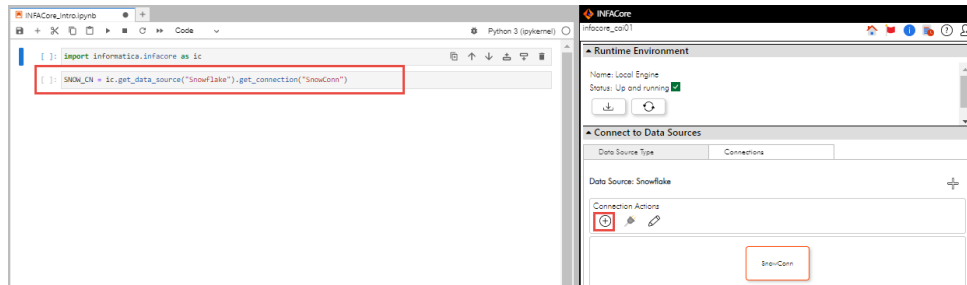 INFACore_Intro.ipynb
Code
Python 3 (ipykernel)
[ ]: import informatica.infacore as ic
[ ]: SNOW_CN = ic.get_data_source("Snowflake").get_connection("SnowConn")
INFACore
infacore_cai01
Runtime Environment
Name: Local Engine
Status: Up and running
Connect to Data Sources
Data Source Type
Connections
Data Source: Snowflake
Connection Actions
SnowConn